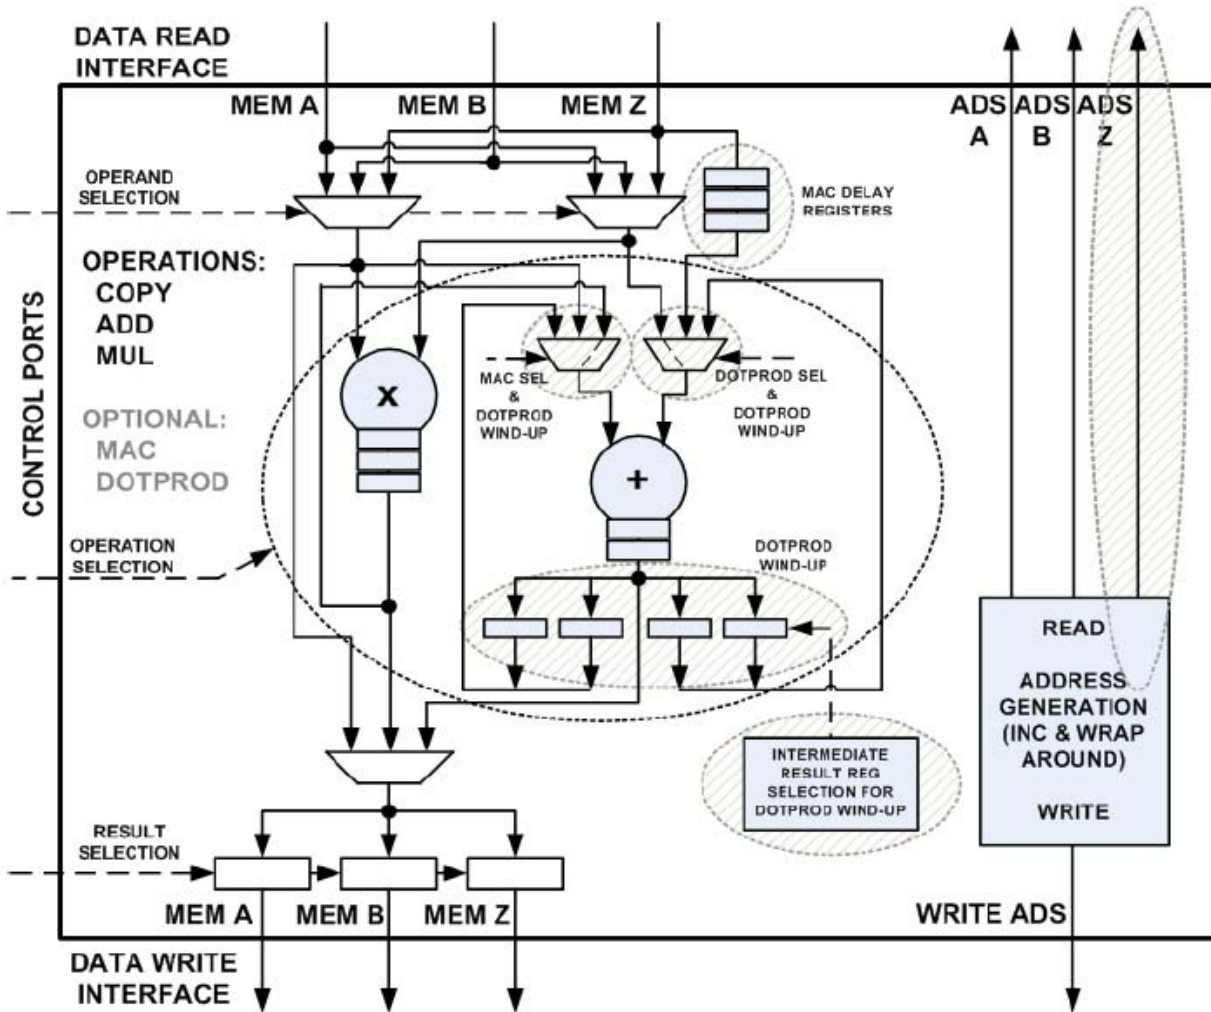 DATA READ
INTERFACE
MEM A
MEM B
MEM Z
ADS
A
ADS
B
ADS
Z
OPERAND
SELECTION
MAC DELAY
REGISTERS
OPERATIONS:
COPY
ADD
MUL
OPTIONAL:
MAC
DOTPROD
CONTROL PORTS
X
MAC SEL
&
DOTPROD
WIND-UP
DOTPROD SEL
&
DOTPROD
WIND-UP
+
OPERATION
SELECTION
DOTPROD
WIND-UP
READ
ADDRESS
GENERATION
(INC & WRAP
AROUND)
WRITE
INTERMEDIATE
RESULT REG
SELECTION FOR
DOTPROD WIND-UP
RESULT
SELECTION
MEM A
MEM B
MEM Z
WRITE ADS
DATA WRITE
INTERFACE